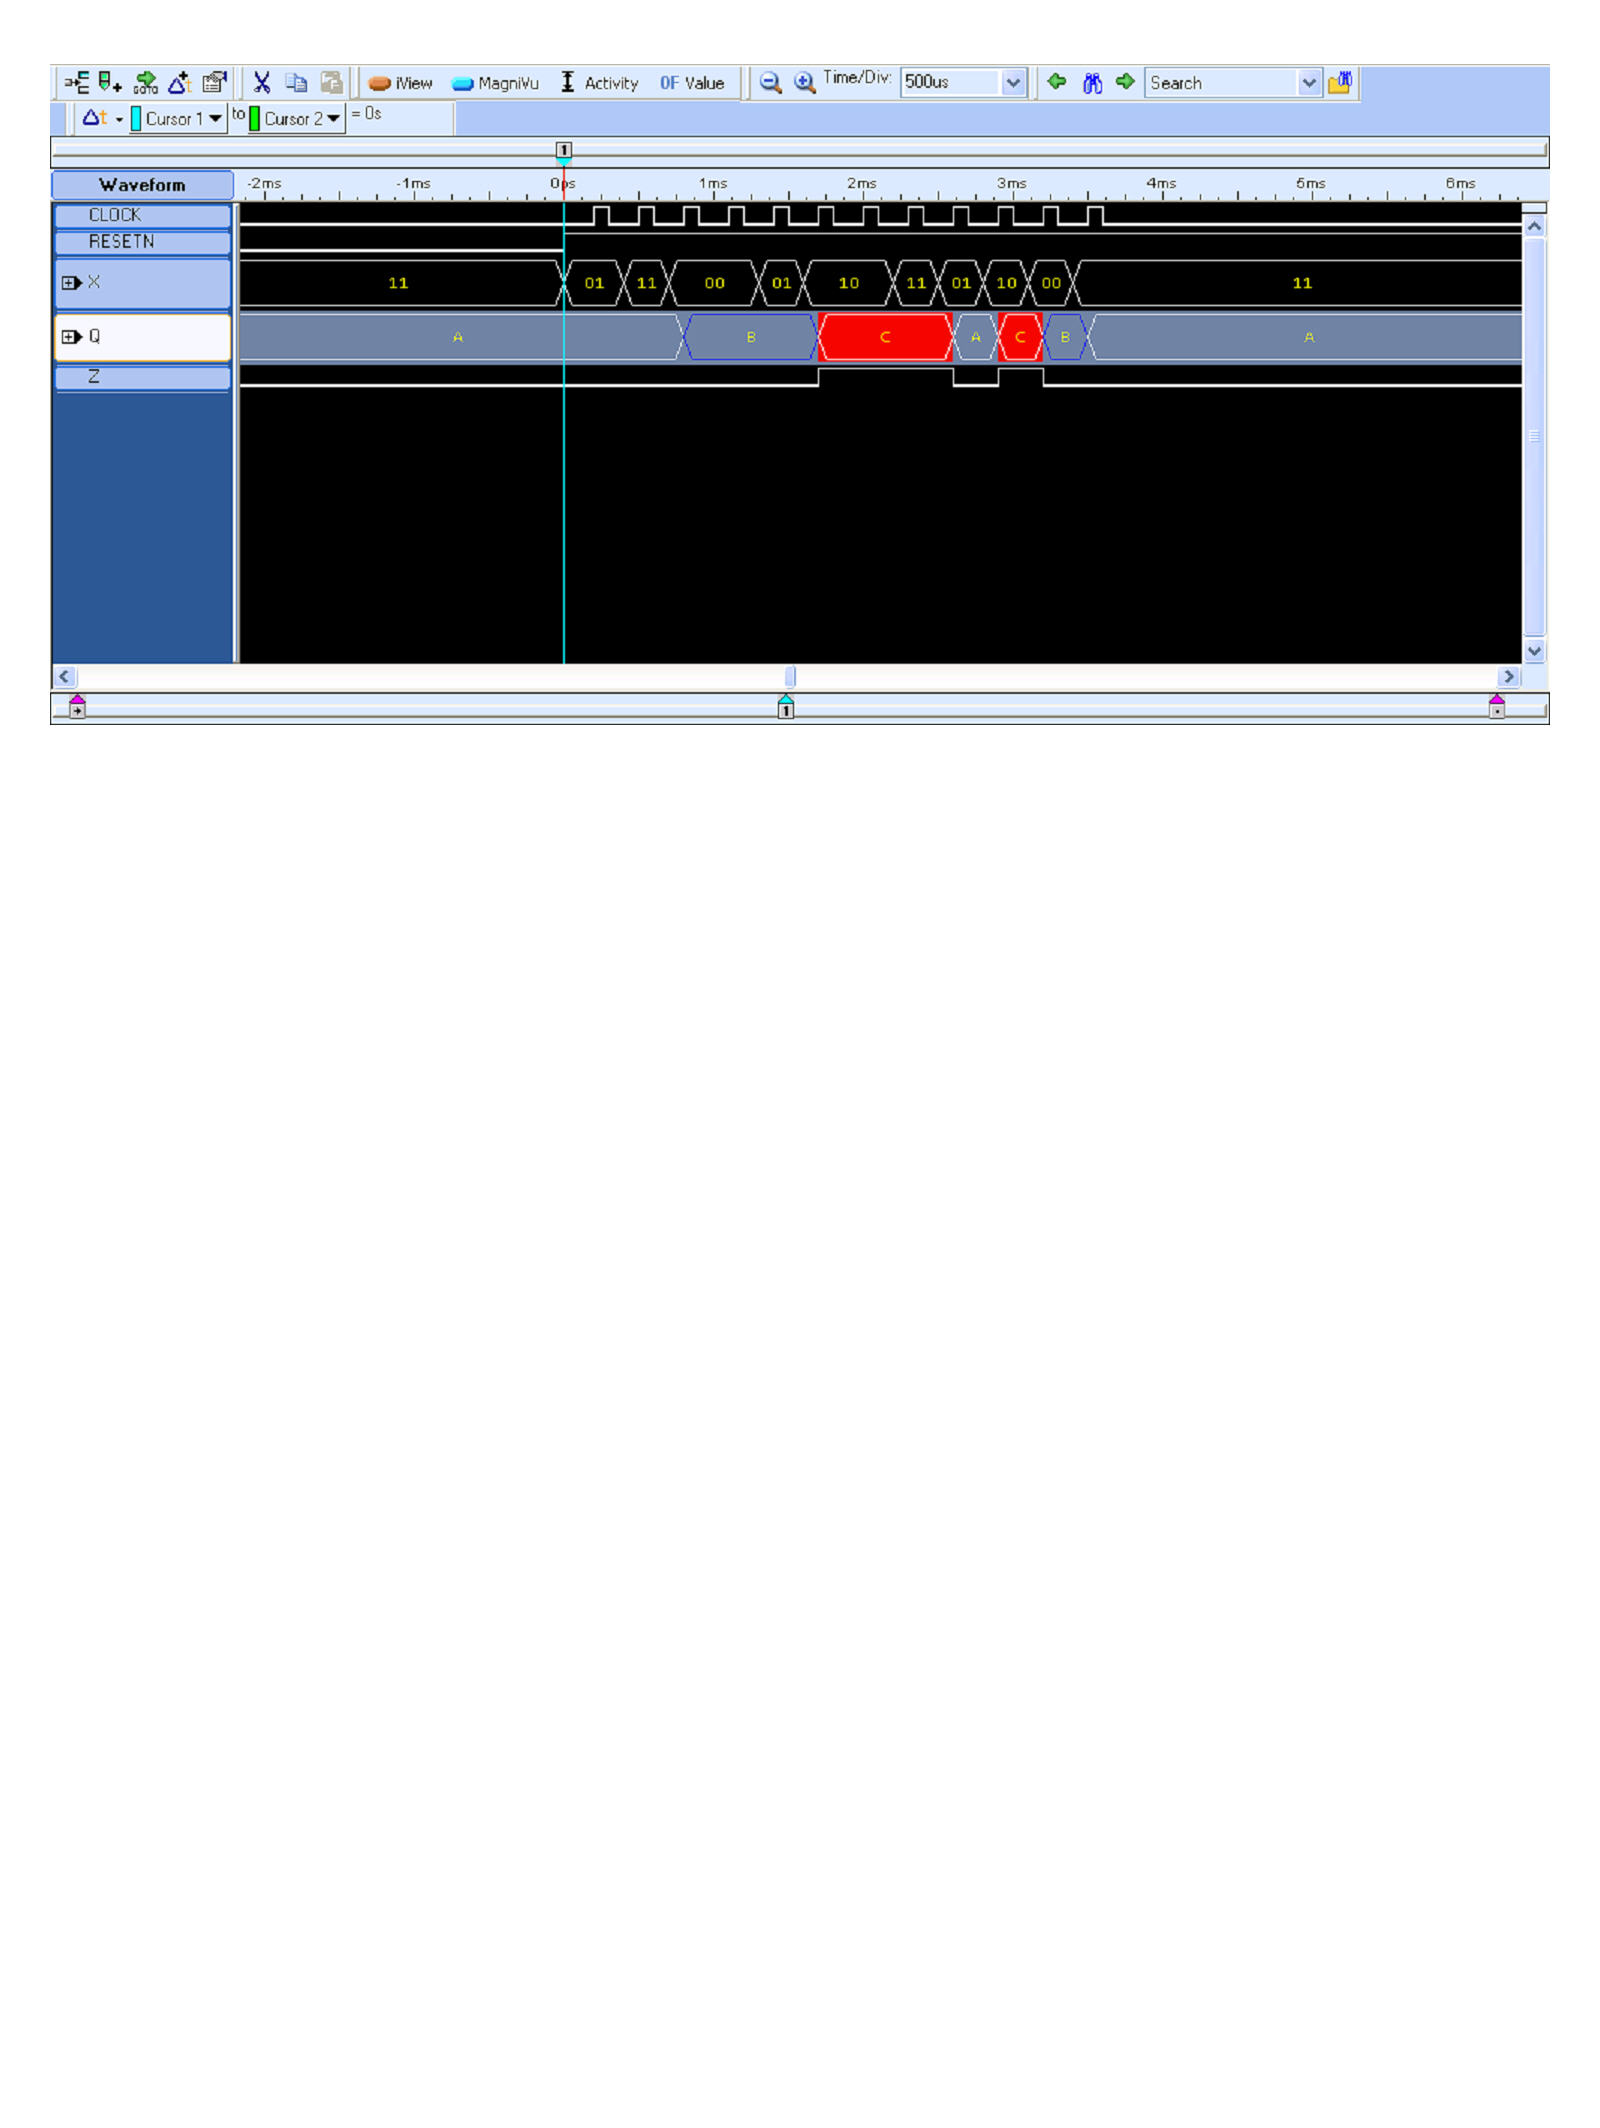 GOTO Δt iView MagniVu Activity 0F Value Time/Div: 500us Search
Δt Cursor 1 to Cursor 2 = 0s
1
Waveform -2ms -1ms 0ps 1ms 2ms 3ms 4ms 5ms 6ms
CLOCK
RESETN
X 11 01 11 00 01 10 11 01 10 00 11
Q A B C A C B A
Z
1